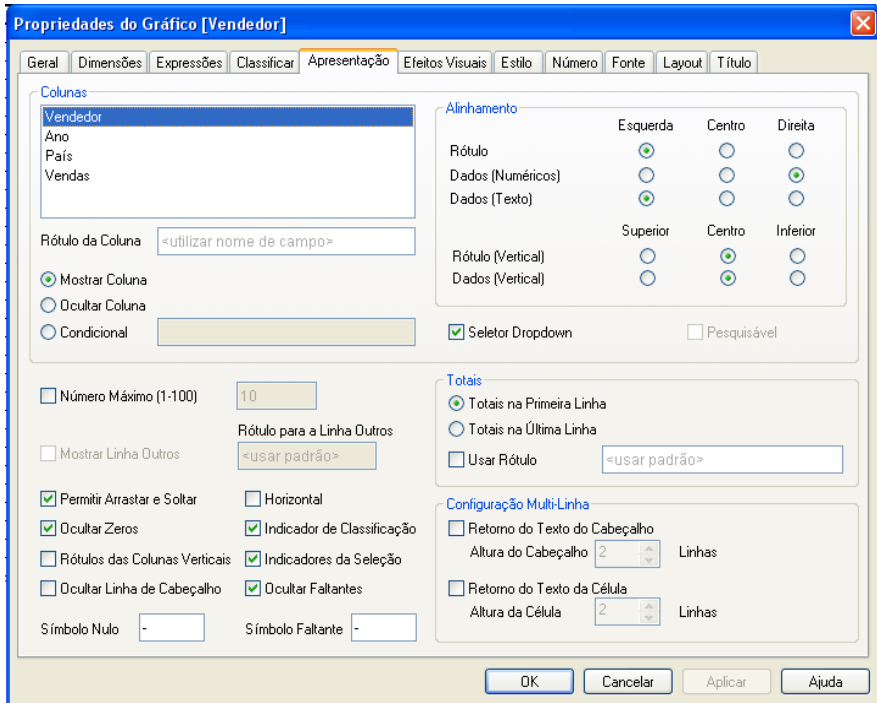 Propriedades do Gráfico [Vendedor]
Geral Dimensões Expressões Classificar Apresentação Efeitos Visuais Estilo Número Fonte Layout Título
Colunas
Vendedor
Ano
País
Vendas
Rótulo da Coluna <utilizar nome de campo>
Mostrar Coluna
Ocultar Coluna
Condicional
Alinhamento
Esquerda Centro Direita
Rótulo
Dados (Numéricos)
Dados (Texto)
Superior Centro Inferior
Rótulo (Vertical)
Dados (Vertical)
Seletor Dropdown Pesquisável
Número Máximo (1-100) 10
Rótulo para a Linha Outros
Mostrar Linha Outros <usar padrão>
Permitir Arrastar e Soltar Horizontal
Ocultar Zeros Indicador de Classificação
Rótulos das Colunas Verticais Indicadores da Seleção
Ocultar Linha de Cabeçalho Ocultar Faltantes
Símbolo Nulo - Símbolo Faltante -
Totais
Totais na Primeira Linha
Totais na Última Linha
Usar Rótulo <usar padrão>
Configuração Multi-Linha
Retorno do Texto do Cabeçalho
Altura do Cabeçalho 2 Linhas
Retorno do Texto da Célula
Altura da Célula 2 Linhas
OK Cancelar Aplicar Ajuda